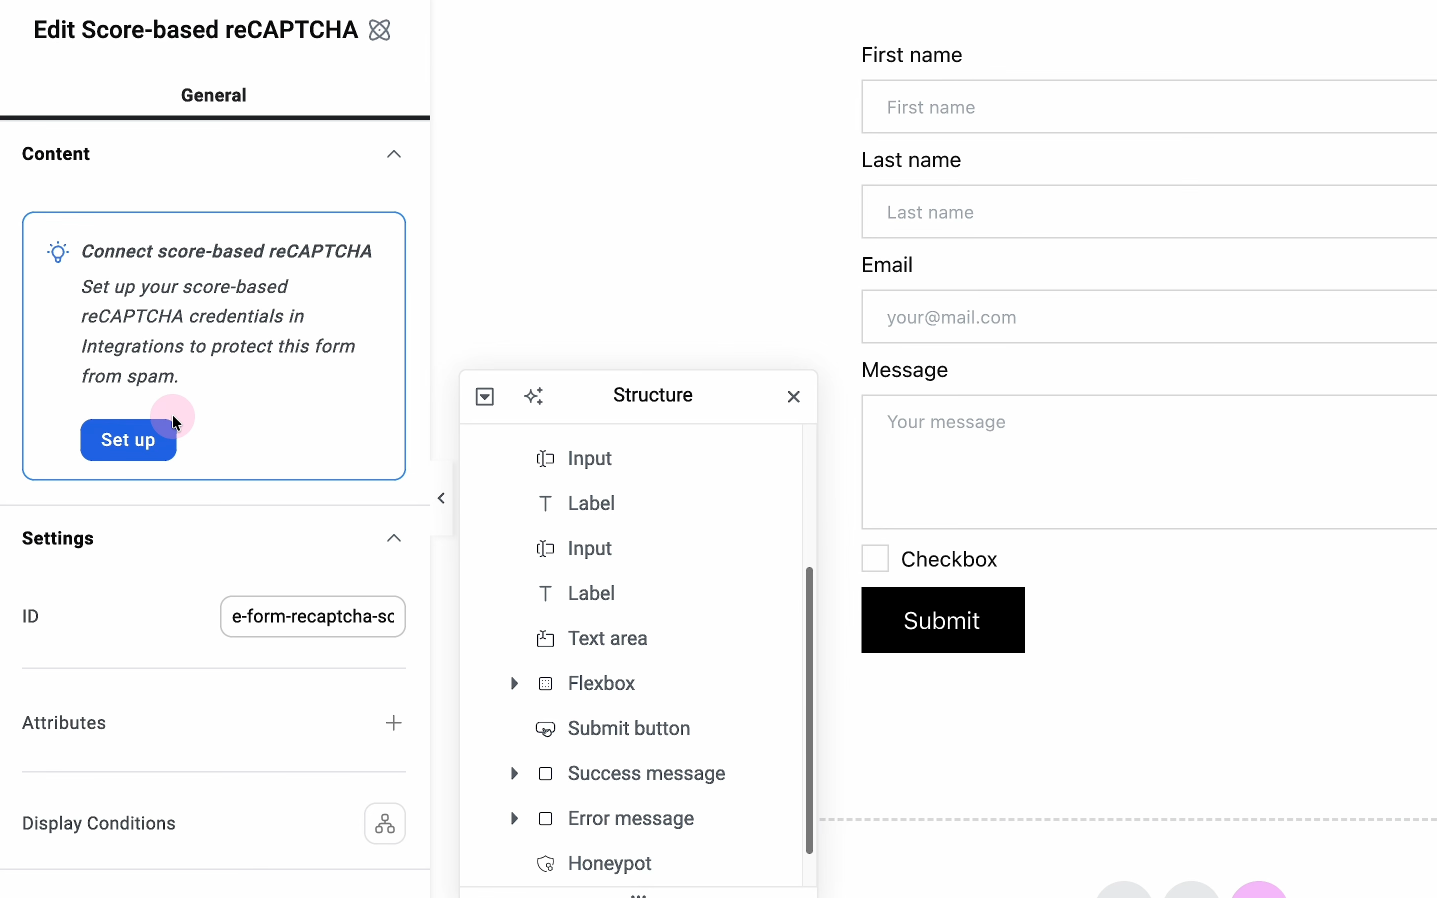 Edit Score-based reCAPTCHA
General
Content
Connect score-based reCAPTCHA
Set up your score-based
reCAPTCHA credentials in
Integrations to protect this form
from spam.
Set up
Settings
ID
e-form-recaptcha-sc
Attributes
Display Conditions
Structure
Input
Label
Input
Label
Text area
Flexbox
Submit button
Success message
Error message
Honeypot
First name
First name
Last name
Last name
Email
your@mail.com
Message
Your message
Checkbox
Submit